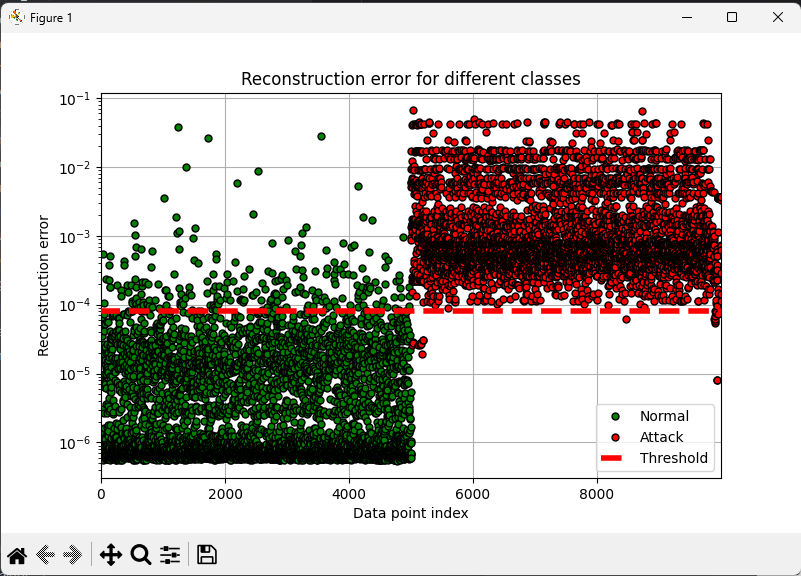 Figure 1
Reconstruction error for different classes
10⁻¹
10⁻²
10⁻³
10⁻⁴
10⁻⁵
10⁻⁶
Reconstruction error
Normal
Attack
Threshold
0 2000 4000 6000 8000
Data point index